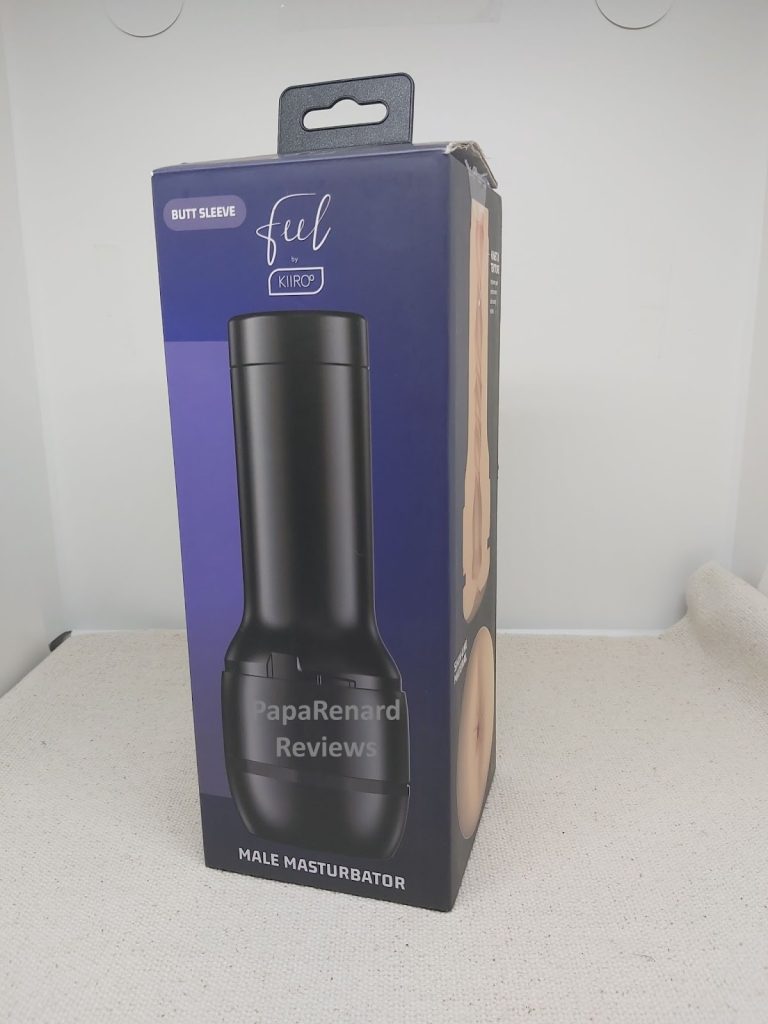 BUTT SLEEVE
feel
by
KIIROO
PapaRenard
Reviews
MALE MASTURBATOR